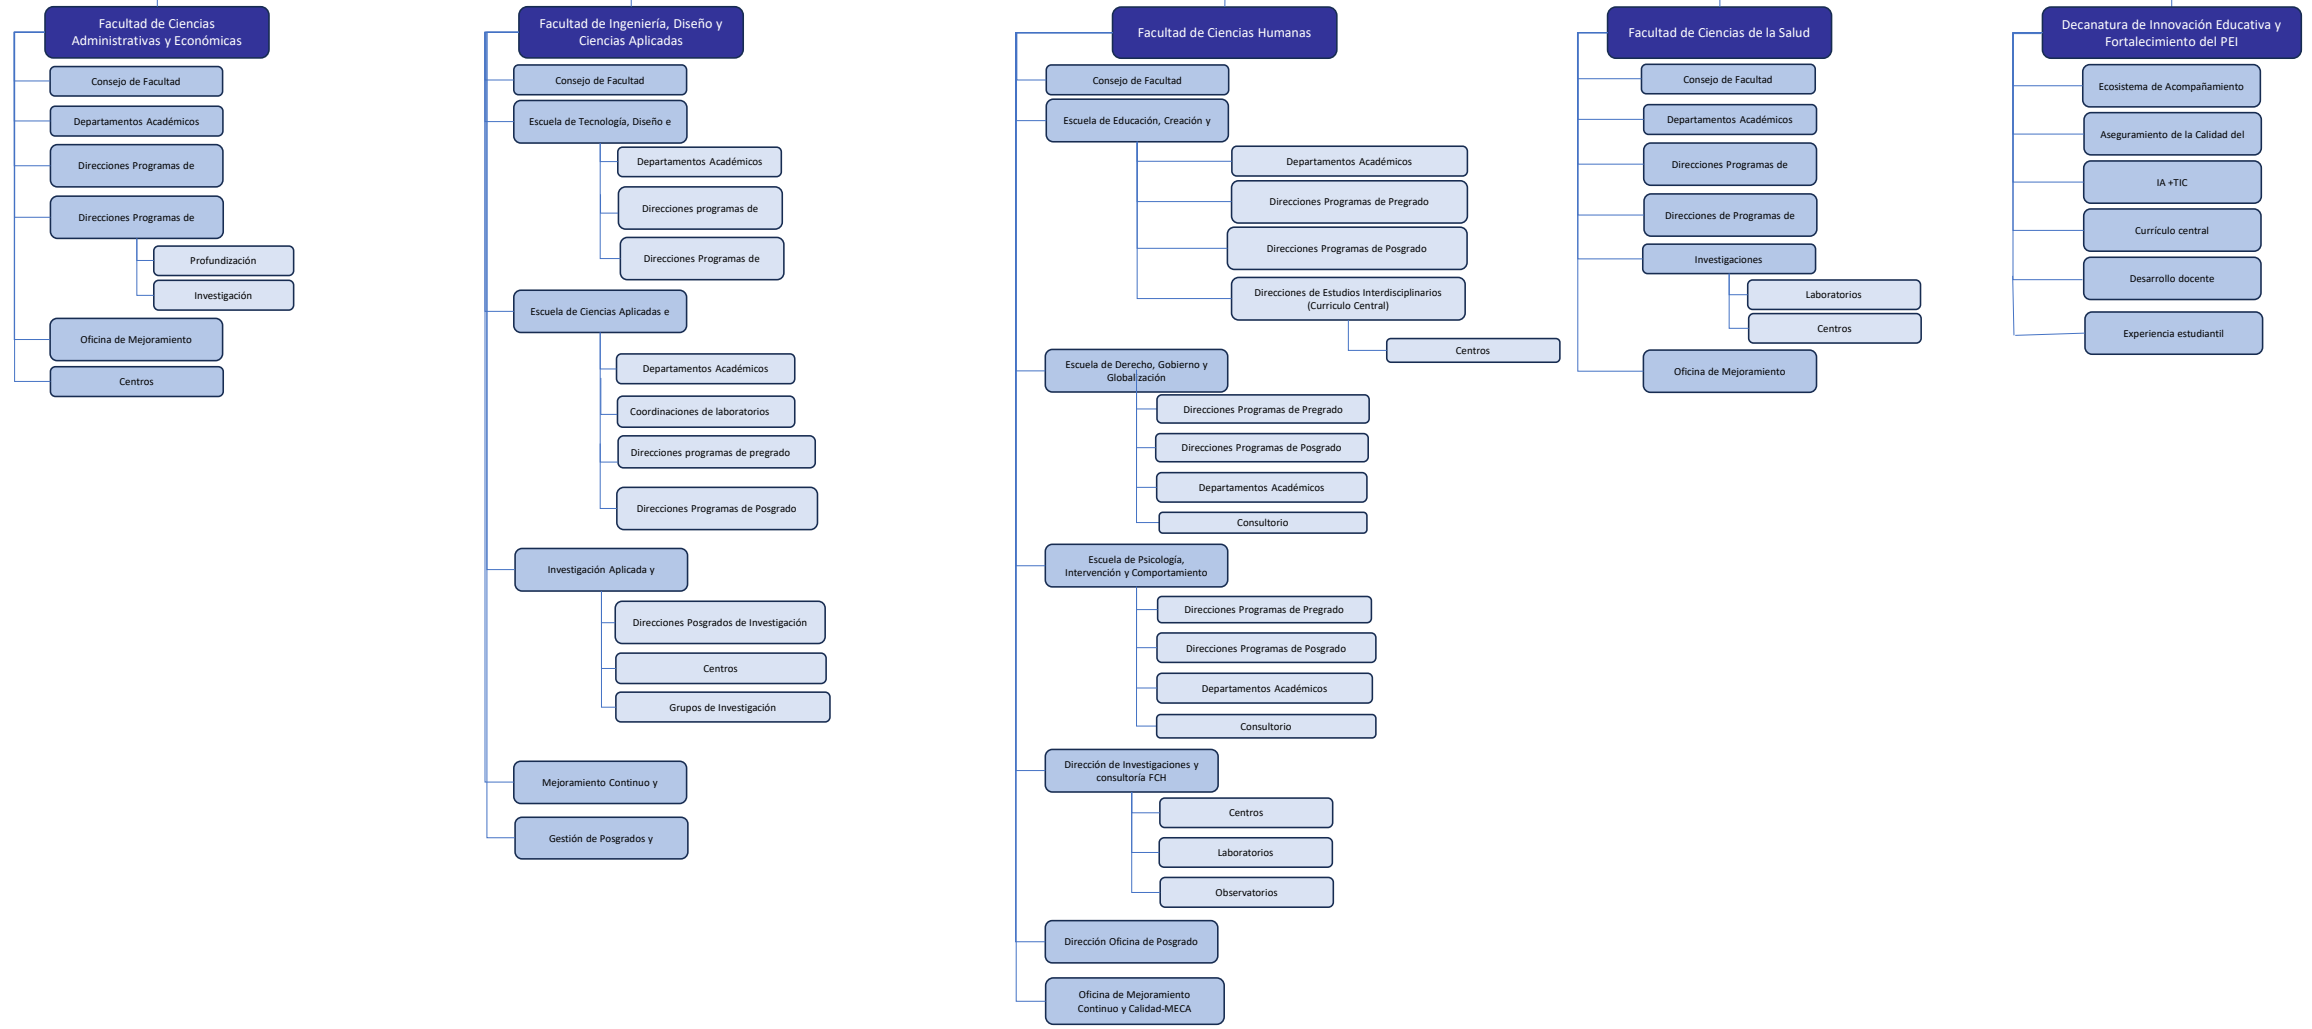 Facultad de Ciencias
Administrativas y Económicas
Consejo de Facultad
Departamentos Académicos
Direcciones Programas de
Direcciones Programas de
Profundización
Investigación
Oficina de Mejoramiento
Centros
Facultad de Ingeniería, Diseño y
Ciencias Aplicadas
Consejo de Facultad
Escuela de Tecnología, Diseño e
Departamentos Académicos
Direcciones programas de
Direcciones Programas de
Escuela de Ciencias Aplicadas e
Departamentos Académicos
Coordinaciones de laboratorios
Direcciones programas de pregrado
Direcciones Programas de Posgrado
Investigación Aplicada y
Direcciones Posgrados de Investigación
Centros
Grupos de Investigación
Mejoramiento Continuo y
Gestión de Posgrados y
Facultad de Ciencias Humanas
Consejo de Facultad
Escuela de Educación, Creación y
Departamentos Académicos
Direcciones Programas de Pregrado
Direcciones Programas de Posgrado
Direcciones de Estudios Interdisciplinarios
(Curriculo Central)
Centros
Escuela de Derecho, Gobierno y
Globalización
Direcciones Programas de Pregrado
Direcciones Programas de Posgrado
Departamentos Académicos
Consultorio
Escuela de Psicología,
Intervención y Comportamiento
Direcciones Programas de Pregrado
Direcciones Programas de Posgrado
Departamentos Académicos
Consultorio
Dirección de Investigaciones y
consultoría FCH
Centros
Laboratorios
Observatorios
Dirección Oficina de Posgrado
Oficina de Mejoramiento
Continuo y Calidad-MECA
Facultad de Ciencias de la Salud
Consejo de Facultad
Departamentos Académicos
Direcciones Programas de
Direcciones de Programas de
Investigaciones
Laboratorios
Centros
Oficina de Mejoramiento
Decanatura de Innovación Educativa y
Fortalecimiento del PEI
Ecosistema de Acompañamiento
Aseguramiento de la Calidad del
IA +TIC
Currículo central
Desarrollo docente
Experiencia estudiantil